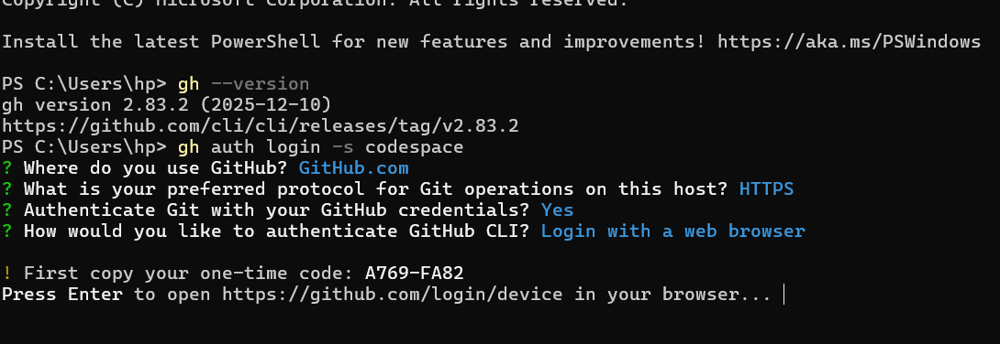 Copyright (C) Microsoft Corporation. All rights reserved.
Install the latest PowerShell for new features and improvements! https://aka.ms/PSWindows
PS C:\Users\hp> gh --version
gh version 2.83.2 (2025-12-10)
https://github.com/cli/cli/releases/tag/v2.83.2
PS C:\Users\hp> gh auth login -s codespace
? Where do you use GitHub? GitHub.com
? What is your preferred protocol for Git operations on this host? HTTPS
? Authenticate Git with your GitHub credentials? Yes
? How would you like to authenticate GitHub CLI? Login with a web browser
! First copy your one-time code: A769-FA82
Press Enter to open https://github.com/login/device in your browser...